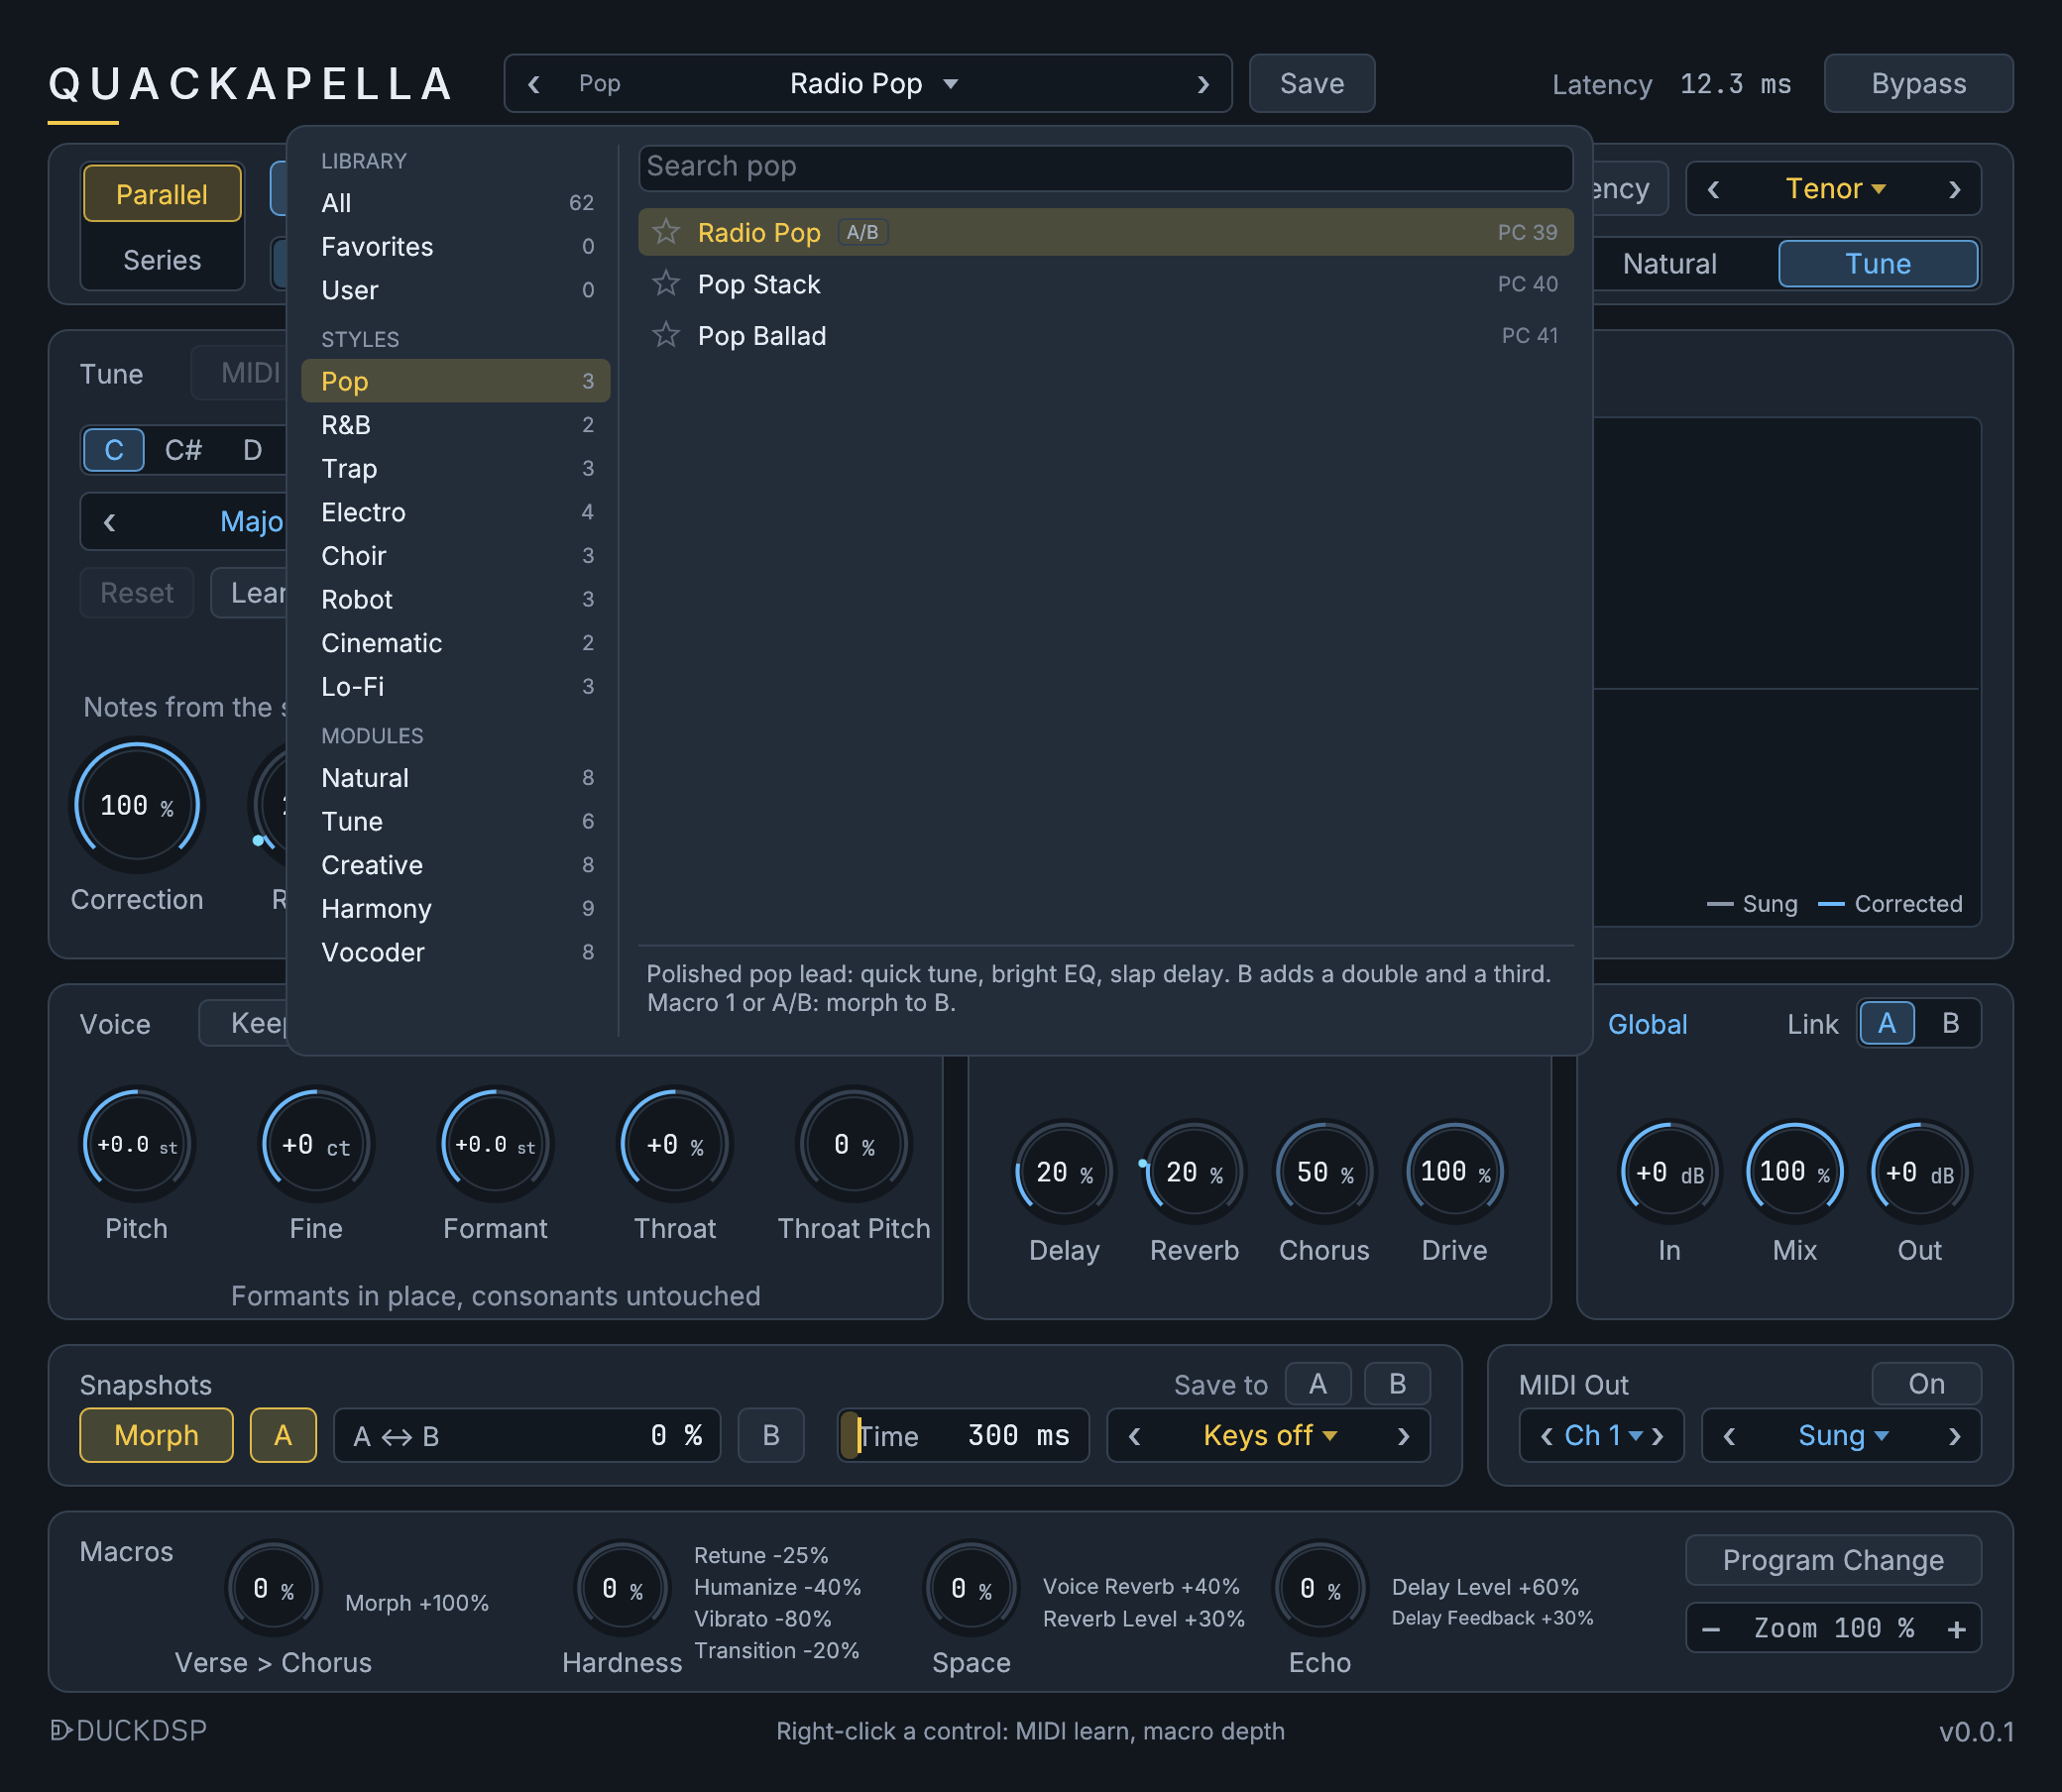 QUACKAPELLA
Pop Radio Pop
Save
Latency 12.3 ms
Bypass
Parallel
Series
Tenor
Natural Tune
LIBRARY
All 62
Favorites 0
User 0
STYLES
Pop 3
R&B 2
Trap 3
Electro 4
Choir 3
Robot 3
Cinematic 2
Lo-Fi 3
MODULES
Natural 8
Tune 6
Creative 8
Harmony 9
Vocoder 8
Search pop
Radio Pop A/B PC 39
Pop Stack PC 40
Pop Ballad PC 41
Polished pop lead: quick tune, bright EQ, slap delay. B adds a double and a third.
Macro 1 or A/B: morph to B.
Tune MIDI
C C# D
Reset
Notes from the
100 %
Correction
Sung Corrected
Voice
+0.0 st +0 ct +0.0 st +0 % 0 %
Pitch Fine Formant Throat Throat Pitch
Formants in place, consonants untouched
20 % 20 % 50 % 100 %
Delay Reverb Chorus Drive
Global Link A B
+0 dB 100 % +0 dB
In Mix Out
Snapshots
Save to A B
Morph A A ↔ B 0 % B Time 300 ms Keys off
MIDI Out On
Ch 1 Sung
Macros
0 %
Morph +100%
Verse > Chorus
0 %
Retune -25%
Humanize -40%
Vibrato -80%
Transition -20%
Hardness
0 %
Voice Reverb +40%
Reverb Level +30%
Space
0 %
Delay Level +60%
Delay Feedback +30%
Echo
Program Change
− Zoom 100 % +
DUCKDSP
Right-click a control: MIDI learn, macro depth
v0.0.1